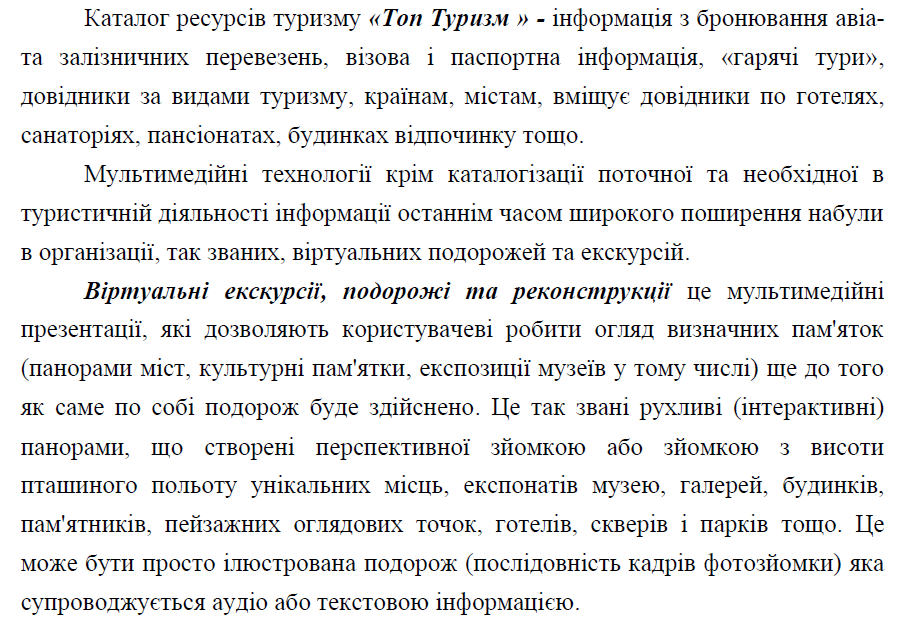 Каталог ресурсів туризму «Топ Туризм » - інформація з бронювання авіа-
та залізничних перевезень, візова і паспортна інформація, «гарячі тури»,
довідники за видами туризму, країнам, містам, вміщує довідники по готелях,
санаторіях, пансіонатах, будинках відпочинку тощо.
Мультимедійні технології крім каталогізації поточної та необхідної в
туристичній діяльності інформації останнім часом широкого поширення набули
в організації, так званих, віртуальних подорожей та екскурсій.
Віртуальні екскурсії, подорожі та реконструкції це мультимедійні
презентації, які дозволяють користувачеві робити огляд визначних пам'яток
(панорами міст, культурні пам'ятки, експозиції музеїв у тому числі) ще до того
як саме по собі подорож буде здійснено. Це так звані рухливі (інтерактивні)
панорами, що створені перспективної зйомкою або зйомкою з висоти
пташиного польоту унікальних місць, експонатів музею, галерей, будинків,
пам'ятників, пейзажних оглядових точок, готелів, скверів і парків тощо. Це
може бути просто ілюстрована подорож (послідовність кадрів фотозйомки) яка
супроводжується аудіо або текстовою інформацією.